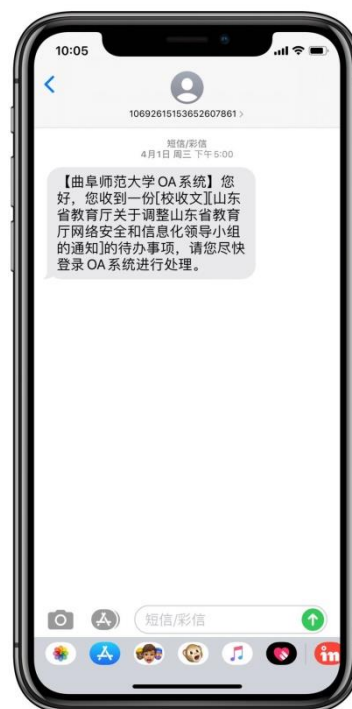 10:05
10692615153652607861 >
短信/彩信
4月1日 周三 下午5:00
【曲阜师范大学OA系统】您
好，您收到一份[校收文][山东
省教育厅关于调整山东省教育
厅网络安全和信息化领导小组
的通知]的待办事项，请您尽快
登录OA系统进行处理。
短信/彩信
in